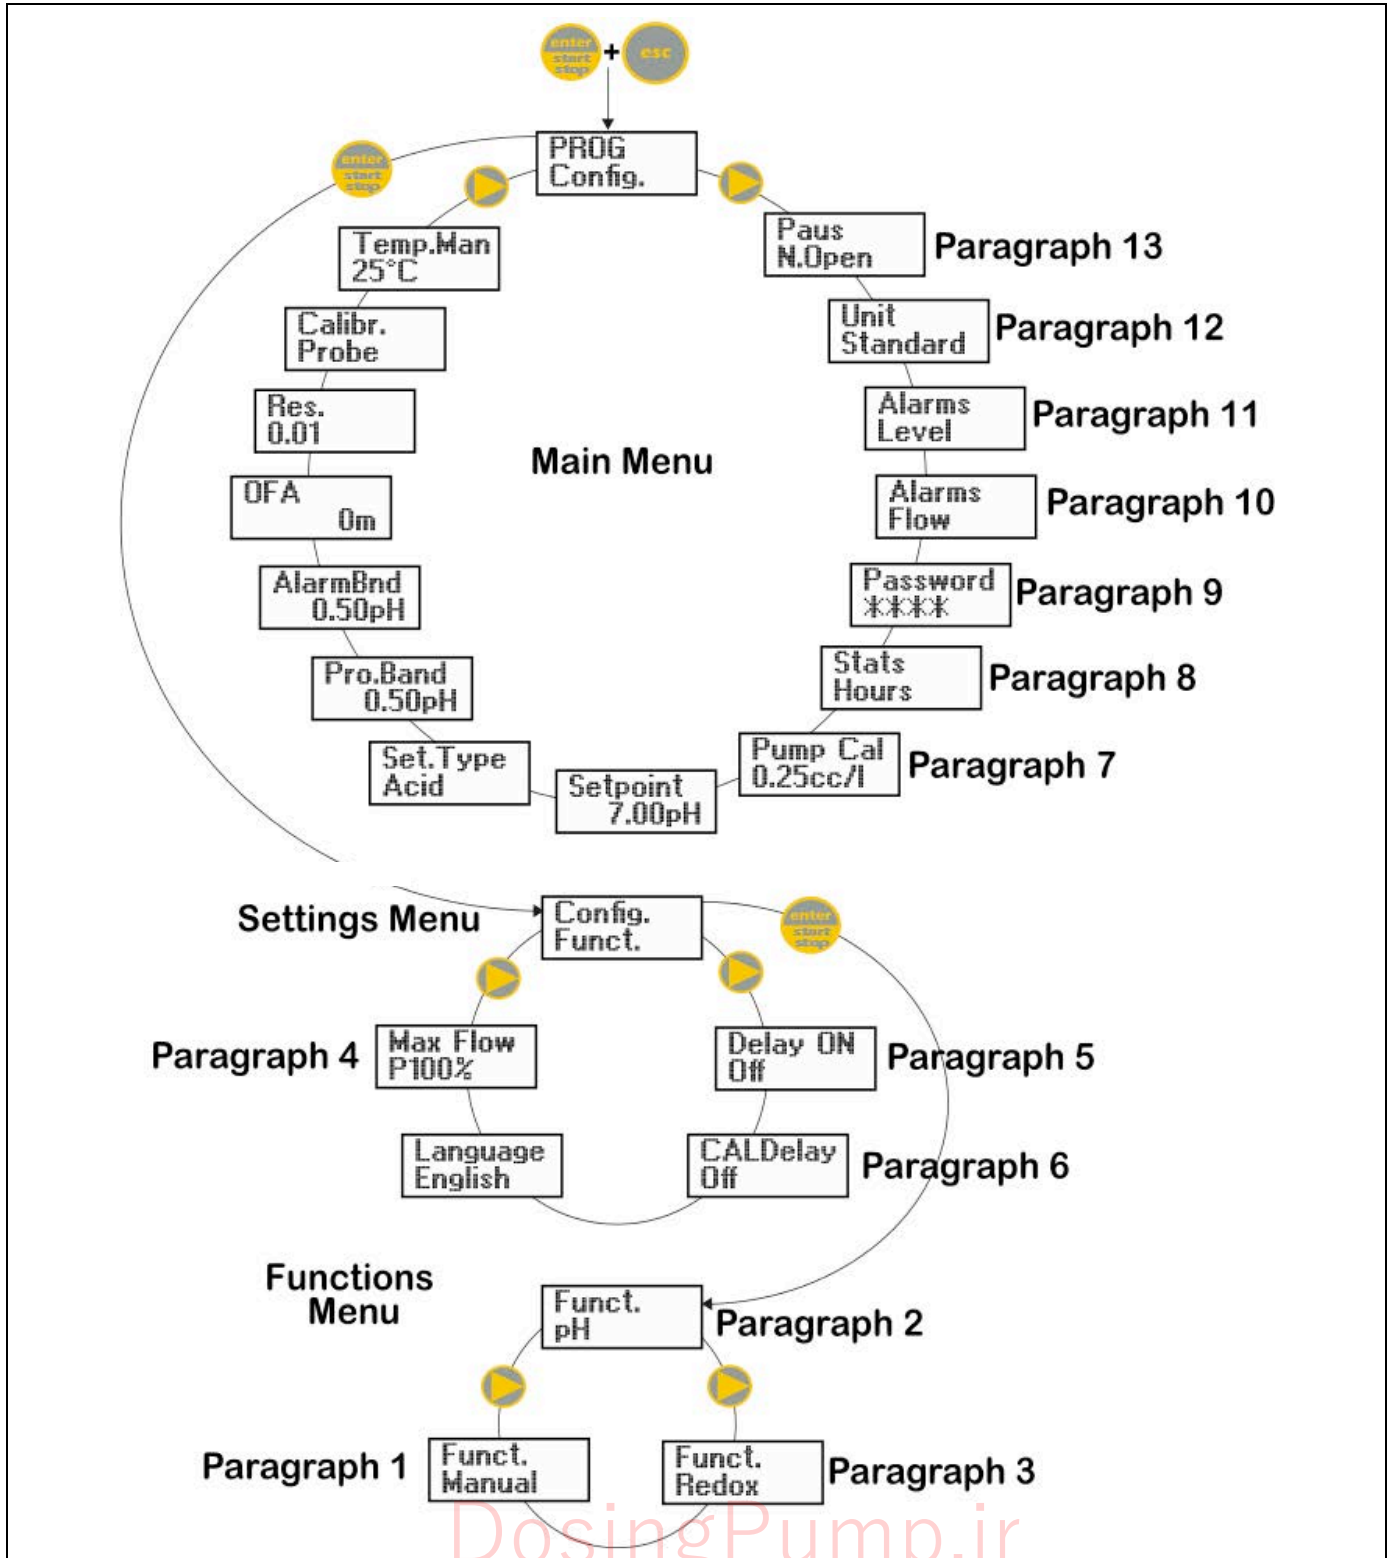 enter
start
stop
+
esc
PROG
Config.
enter
start
stop
Temp.Man
25°C
Paus
N.Open
Paragraph 13
Calibr.
Probe
Unit
Standard
Paragraph 12
Res.
0.01
Alarms
Level
Paragraph 11
Main Menu
OFA
0m
Alarms
Flow
Paragraph 10
AlarmBnd
0.50pH
Password
****
Paragraph 9
Pro.Band
0.50pH
Stats
Hours
Paragraph 8
Set.Type
Acid
Setpoint
7.00pH
Pump Cal
0.25cc/l
Paragraph 7
Settings Menu
Config.
Funct.
enter
start
stop
Paragraph 4
Max Flow
P100%
Delay ON
Off
Paragraph 5
Language
English
CALDelay
Off
Paragraph 6
Functions
Menu
Funct.
pH
Paragraph 2
Paragraph 1
Funct.
Manual
Funct.
Redox
Paragraph 3
DosingPump.ir